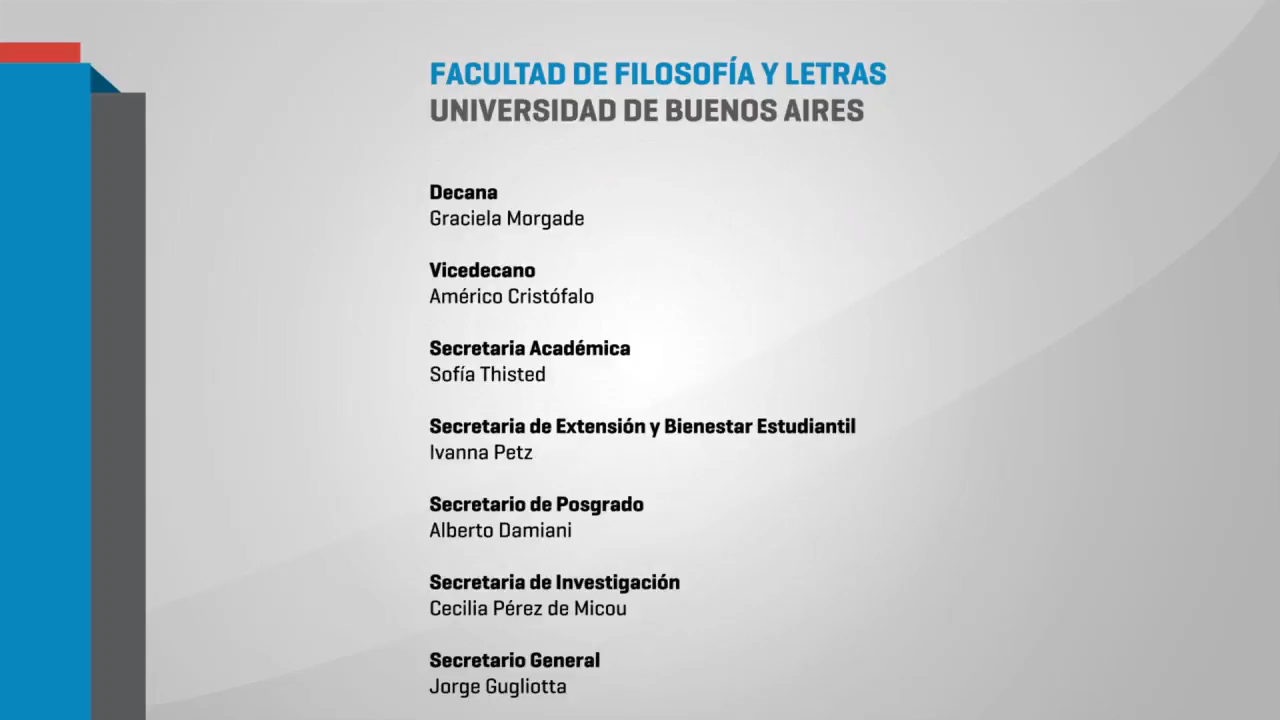 FACULTAD DE FILOSOFÍA Y LETRAS
UNIVERSIDAD DE BUENOS AIRES
Decana
Graciela Morgade
Vicedecano
Américo Cristófalo
Secretaria Académica
Sofía Thisted
Secretaria de Extensión y Bienestar Estudiantil
Ivanna Petz
Secretario de Posgrado
Alberto Damiani
Secretaria de Investigación
Cecilia Pérez de Micou
Secretario General
Jorge Gugliotta